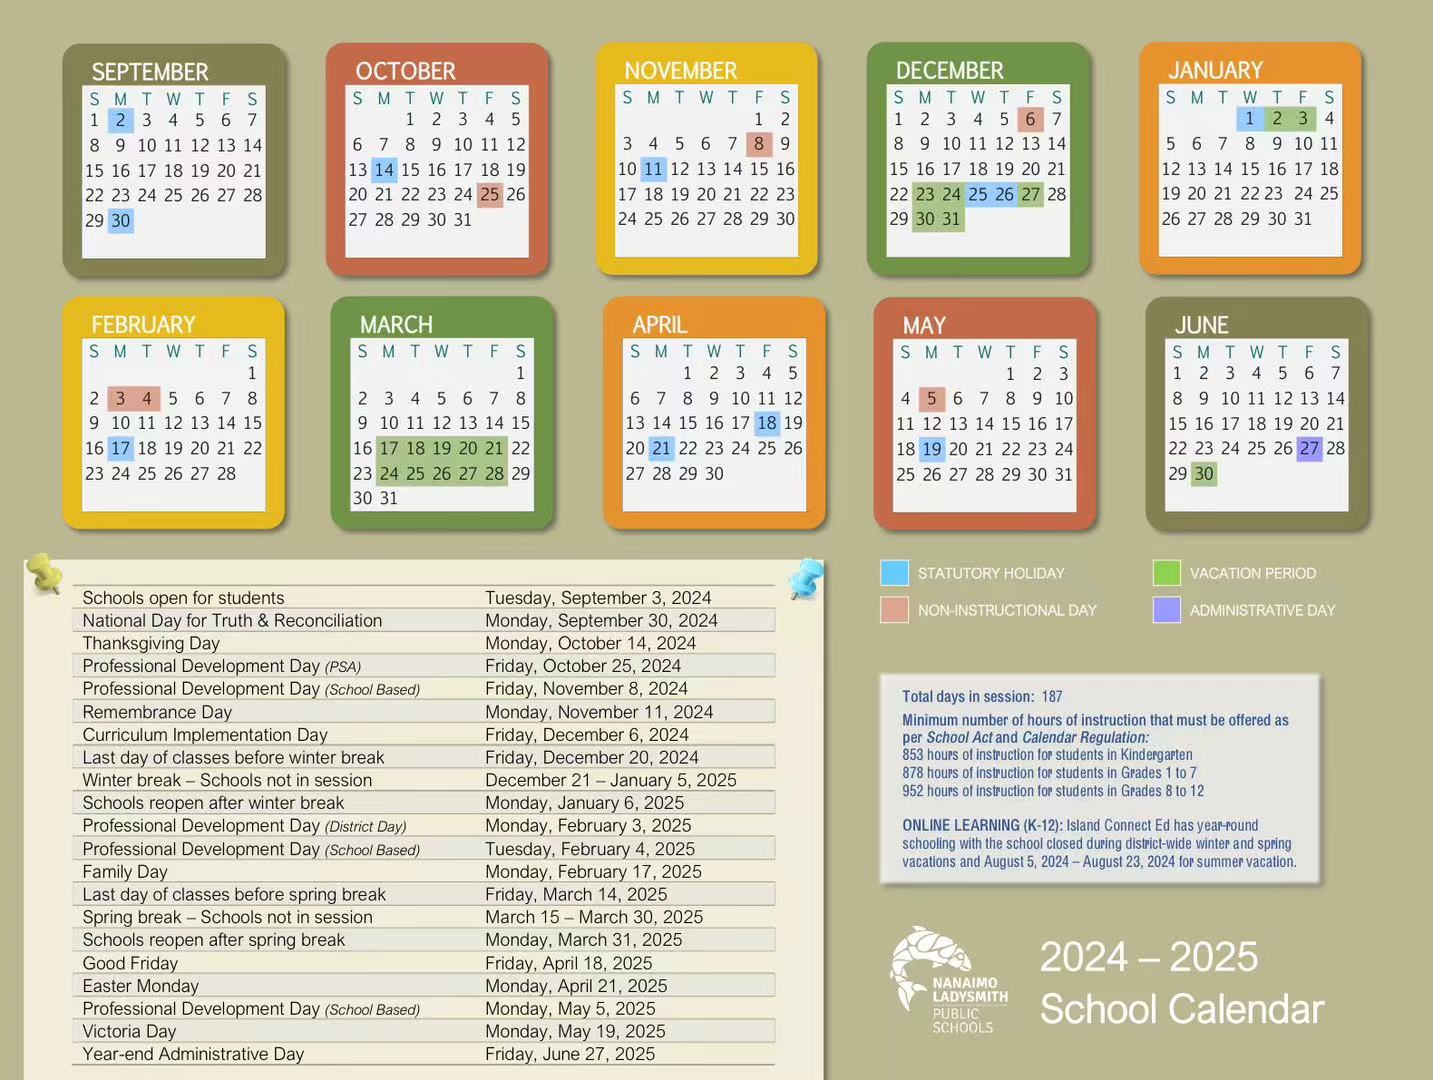 SEPTEMBER
S M T W T F S
1 2 3 4 5 6 7
8 9 10 11 12 13 14
15 16 17 18 19 20 21
22 23 24 25 26 27 28
29 30
OCTOBER
S M T W T F S
1 2 3 4 5
6 7 8 9 10 11 12
13 14 15 16 17 18 19
20 21 22 23 24 25 26
27 28 29 30 31
NOVEMBER
S M T W T F S
1 2
3 4 5 6 7 8 9
10 11 12 13 14 15 16
17 18 19 20 21 22 23
24 25 26 27 28 29 30
DECEMBER
S M T W T F S
1 2 3 4 5 6 7
8 9 10 11 12 13 14
15 16 17 18 19 20 21
22 23 24 25 26 27 28
29 30 31
JANUARY
S M T W T F S
1 2 3 4
5 6 7 8 9 10 11
12 13 14 15 16 17 18
19 20 21 22 23 24 25
26 27 28 29 30 31
FEBRUARY
S M T W T F S
1
2 3 4 5 6 7 8
9 10 11 12 13 14 15
16 17 18 19 20 21 22
23 24 25 26 27 28
MARCH
S M T W T F S
1
2 3 4 5 6 7 8
9 10 11 12 13 14 15
16 17 18 19 20 21 22
23 24 25 26 27 28 29
30 31
APRIL
S M T W T F S
1 2 3 4 5
6 7 8 9 10 11 12
13 14 15 16 17 18 19
20 21 22 23 24 25 26
27 28 29 30
MAY
S M T W T F S
1 2 3
4 5 6 7 8 9 10
11 12 13 14 15 16 17
18 19 20 21 22 23 24
25 26 27 28 29 30 31
JUNE
S M T W T F S
1 2 3 4 5 6 7
8 9 10 11 12 13 14
15 16 17 18 19 20 21
22 23 24 25 26 27 28
29 30
Schools open for students Tuesday, September 3, 2024
National Day for Truth & Reconciliation Monday, September 30, 2024
Thanksgiving Day Monday, October 14, 2024
Professional Development Day (PSA) Friday, October 25, 2024
Professional Development Day (School Based) Friday, November 8, 2024
Remembrance Day Monday, November 11, 2024
Curriculum Implementation Day Friday, December 6, 2024
Last day of classes before winter break Friday, December 20, 2024
Winter break – Schools not in session December 21 – January 5, 2025
Schools reopen after winter break Monday, January 6, 2025
Professional Development Day (District Day) Monday, February 3, 2025
Professional Development Day (School Based) Tuesday, February 4, 2025
Family Day Monday, February 17, 2025
Last day of classes before spring break Friday, March 14, 2025
Spring break – Schools not in session March 15 – March 30, 2025
Schools reopen after spring break Monday, March 31, 2025
Good Friday Friday, April 18, 2025
Easter Monday Monday, April 21, 2025
Professional Development Day (School Based) Monday, May 5, 2025
Victoria Day Monday, May 19, 2025
Year-end Administrative Day Friday, June 27, 2025
STATUTORY HOLIDAY VACATION PERIOD
NON-INSTRUCTIONAL DAY ADMINISTRATIVE DAY
Total days in session: 187
Minimum number of hours of instruction that must be offered as
per School Act and Calendar Regulation:
853 hours of instruction for students in Kindergarten
878 hours of instruction for students in Grades 1 to 7
952 hours of instruction for students in Grades 8 to 12
ONLINE LEARNING (K-12): Island Connect Ed has year-round
schooling with the school closed during district-wide winter and spring
vacations and August 5, 2024 – August 23, 2024 for summer vacation.
NANAIMO
LADYSMITH
PUBLIC
SCHOOLS
2024 – 2025
School Calendar